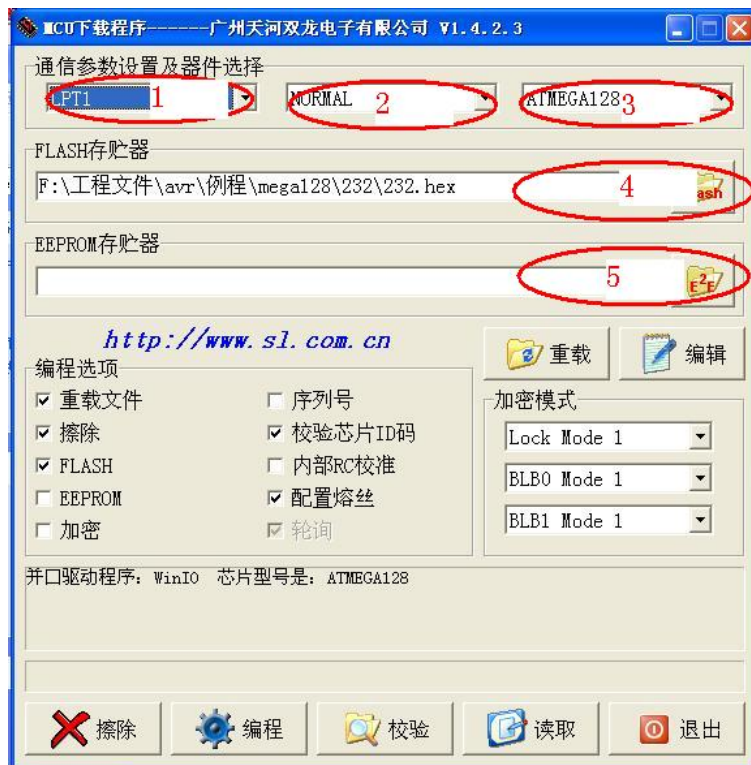 MCU下载程序------广州天河双龙电子有限公司 V1.4.2.3
通信参数设置及器件选择
LPT1 1 NORMAL 2 ATMEGA128 3
FLASH存贮器
F:\工程文件\avr\例程\mega128\232\232.hex 4 ash
EEPROM存贮器
5 E²E
http://www.sl.com.cn
重载 编辑
编程选项
重载文件 序列号
擦除 校验芯片ID码
FLASH 内部RC校准
EEPROM 配置熔丝
加密 轮询
加密模式
Lock Mode 1
BLB0 Mode 1
BLB1 Mode 1
并口驱动程序: WinIO 芯片型号是: ATMEGA128
擦除 编程 校验 读取 退出